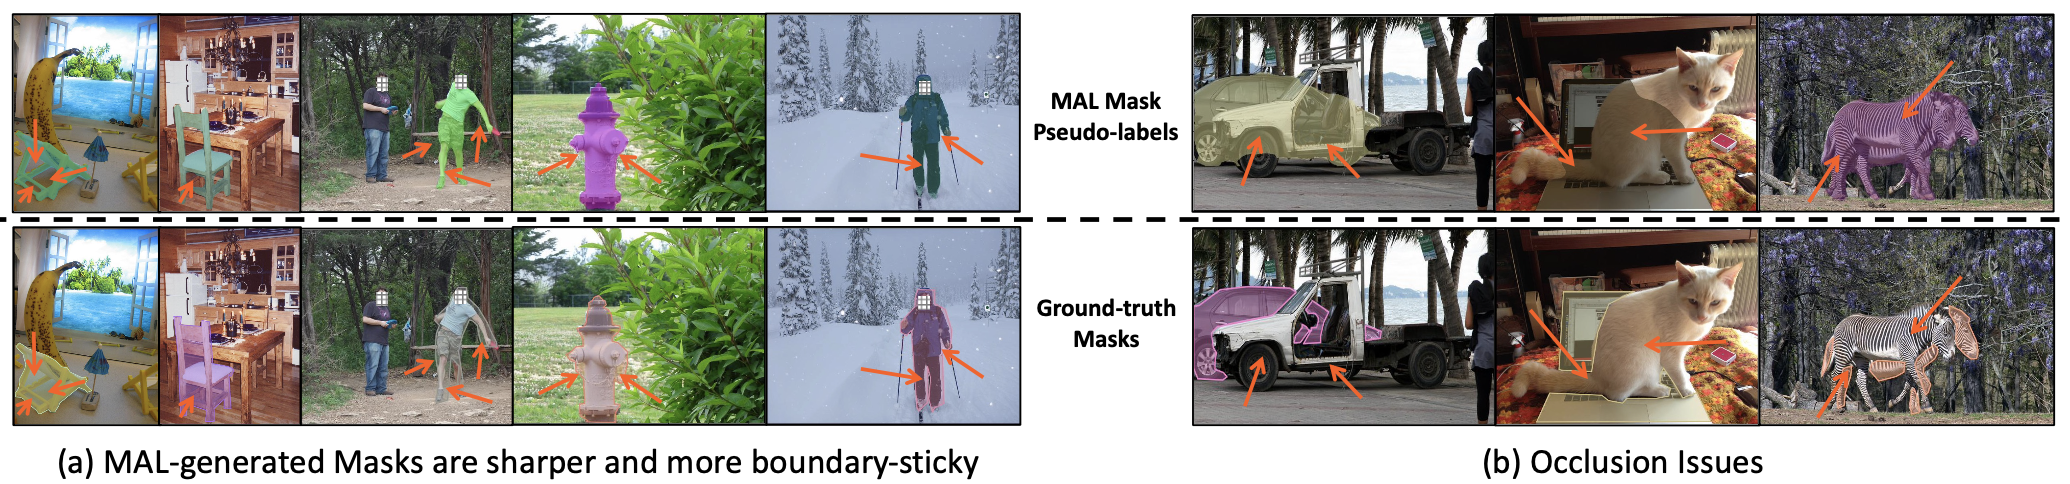 MAL Mask
Pseudo-labels
Ground-truth
Masks
(a) MAL-generated Masks are sharper and more boundary-sticky
(b) Occlusion Issues